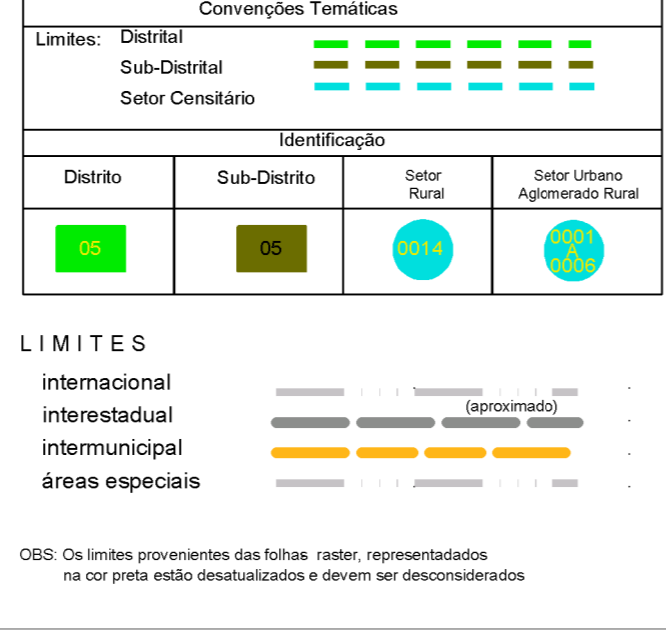 Convenções Temáticas
Limites: Distrital
Sub-Distrital
Setor Censitário
Identificação
Distrito
Sub-Distrito
Setor
Rural
Setor Urbano
Aglomerado Rural
05
05
0014
0001
A
0006
LIMITES
internacional
interestadual
(aproximado)
intermunicipal
áreas especiais
OBS: Os limites provenientes das folhas raster, representadados
na cor preta estão desatualizados e devem ser desconsiderados